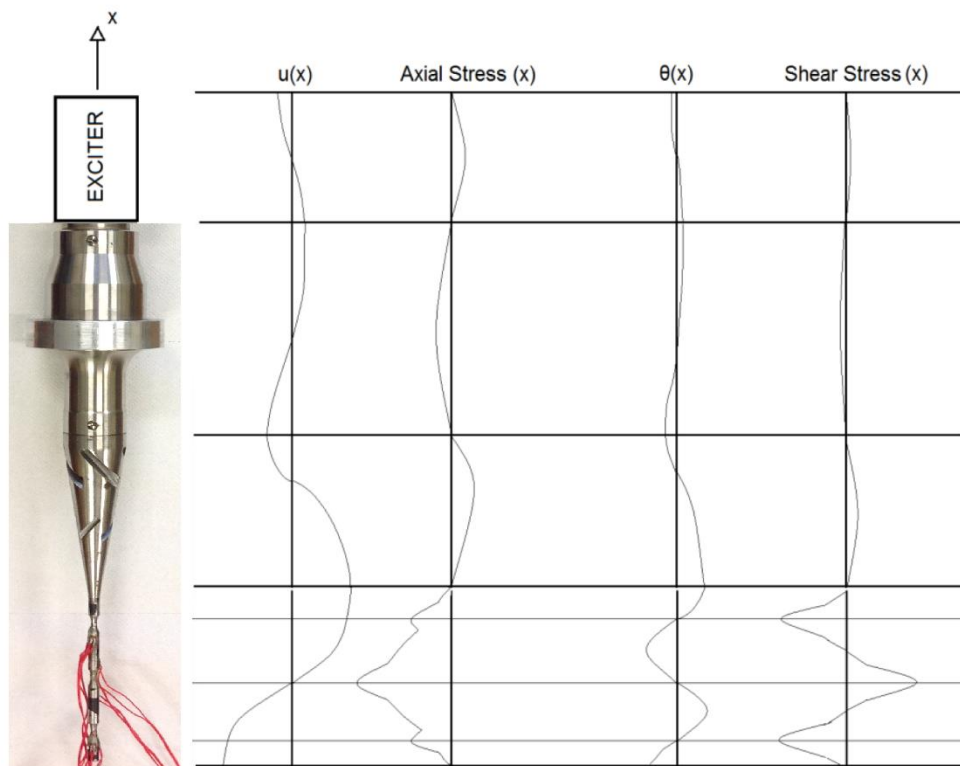 x
u(x)
Axial Stress (x)
θ(x)
Shear Stress (x)
EXCITER